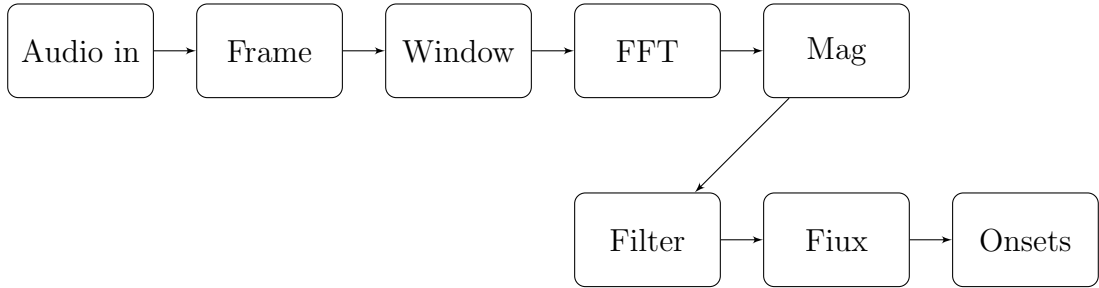 Audio in
Frame
Window
FFT
Mag
Filter
Fiux
Onsets